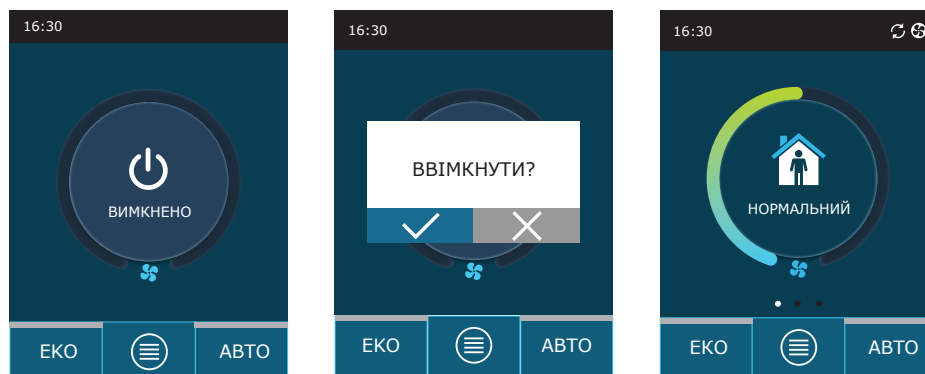 16:30
ВИМКНЕНО
ЕКО
АВТО
16:30
ВВІМКНУТИ?
ЕКО
АВТО
16:30
НОРМАЛЬНИЙ
ЕКО
АВТО